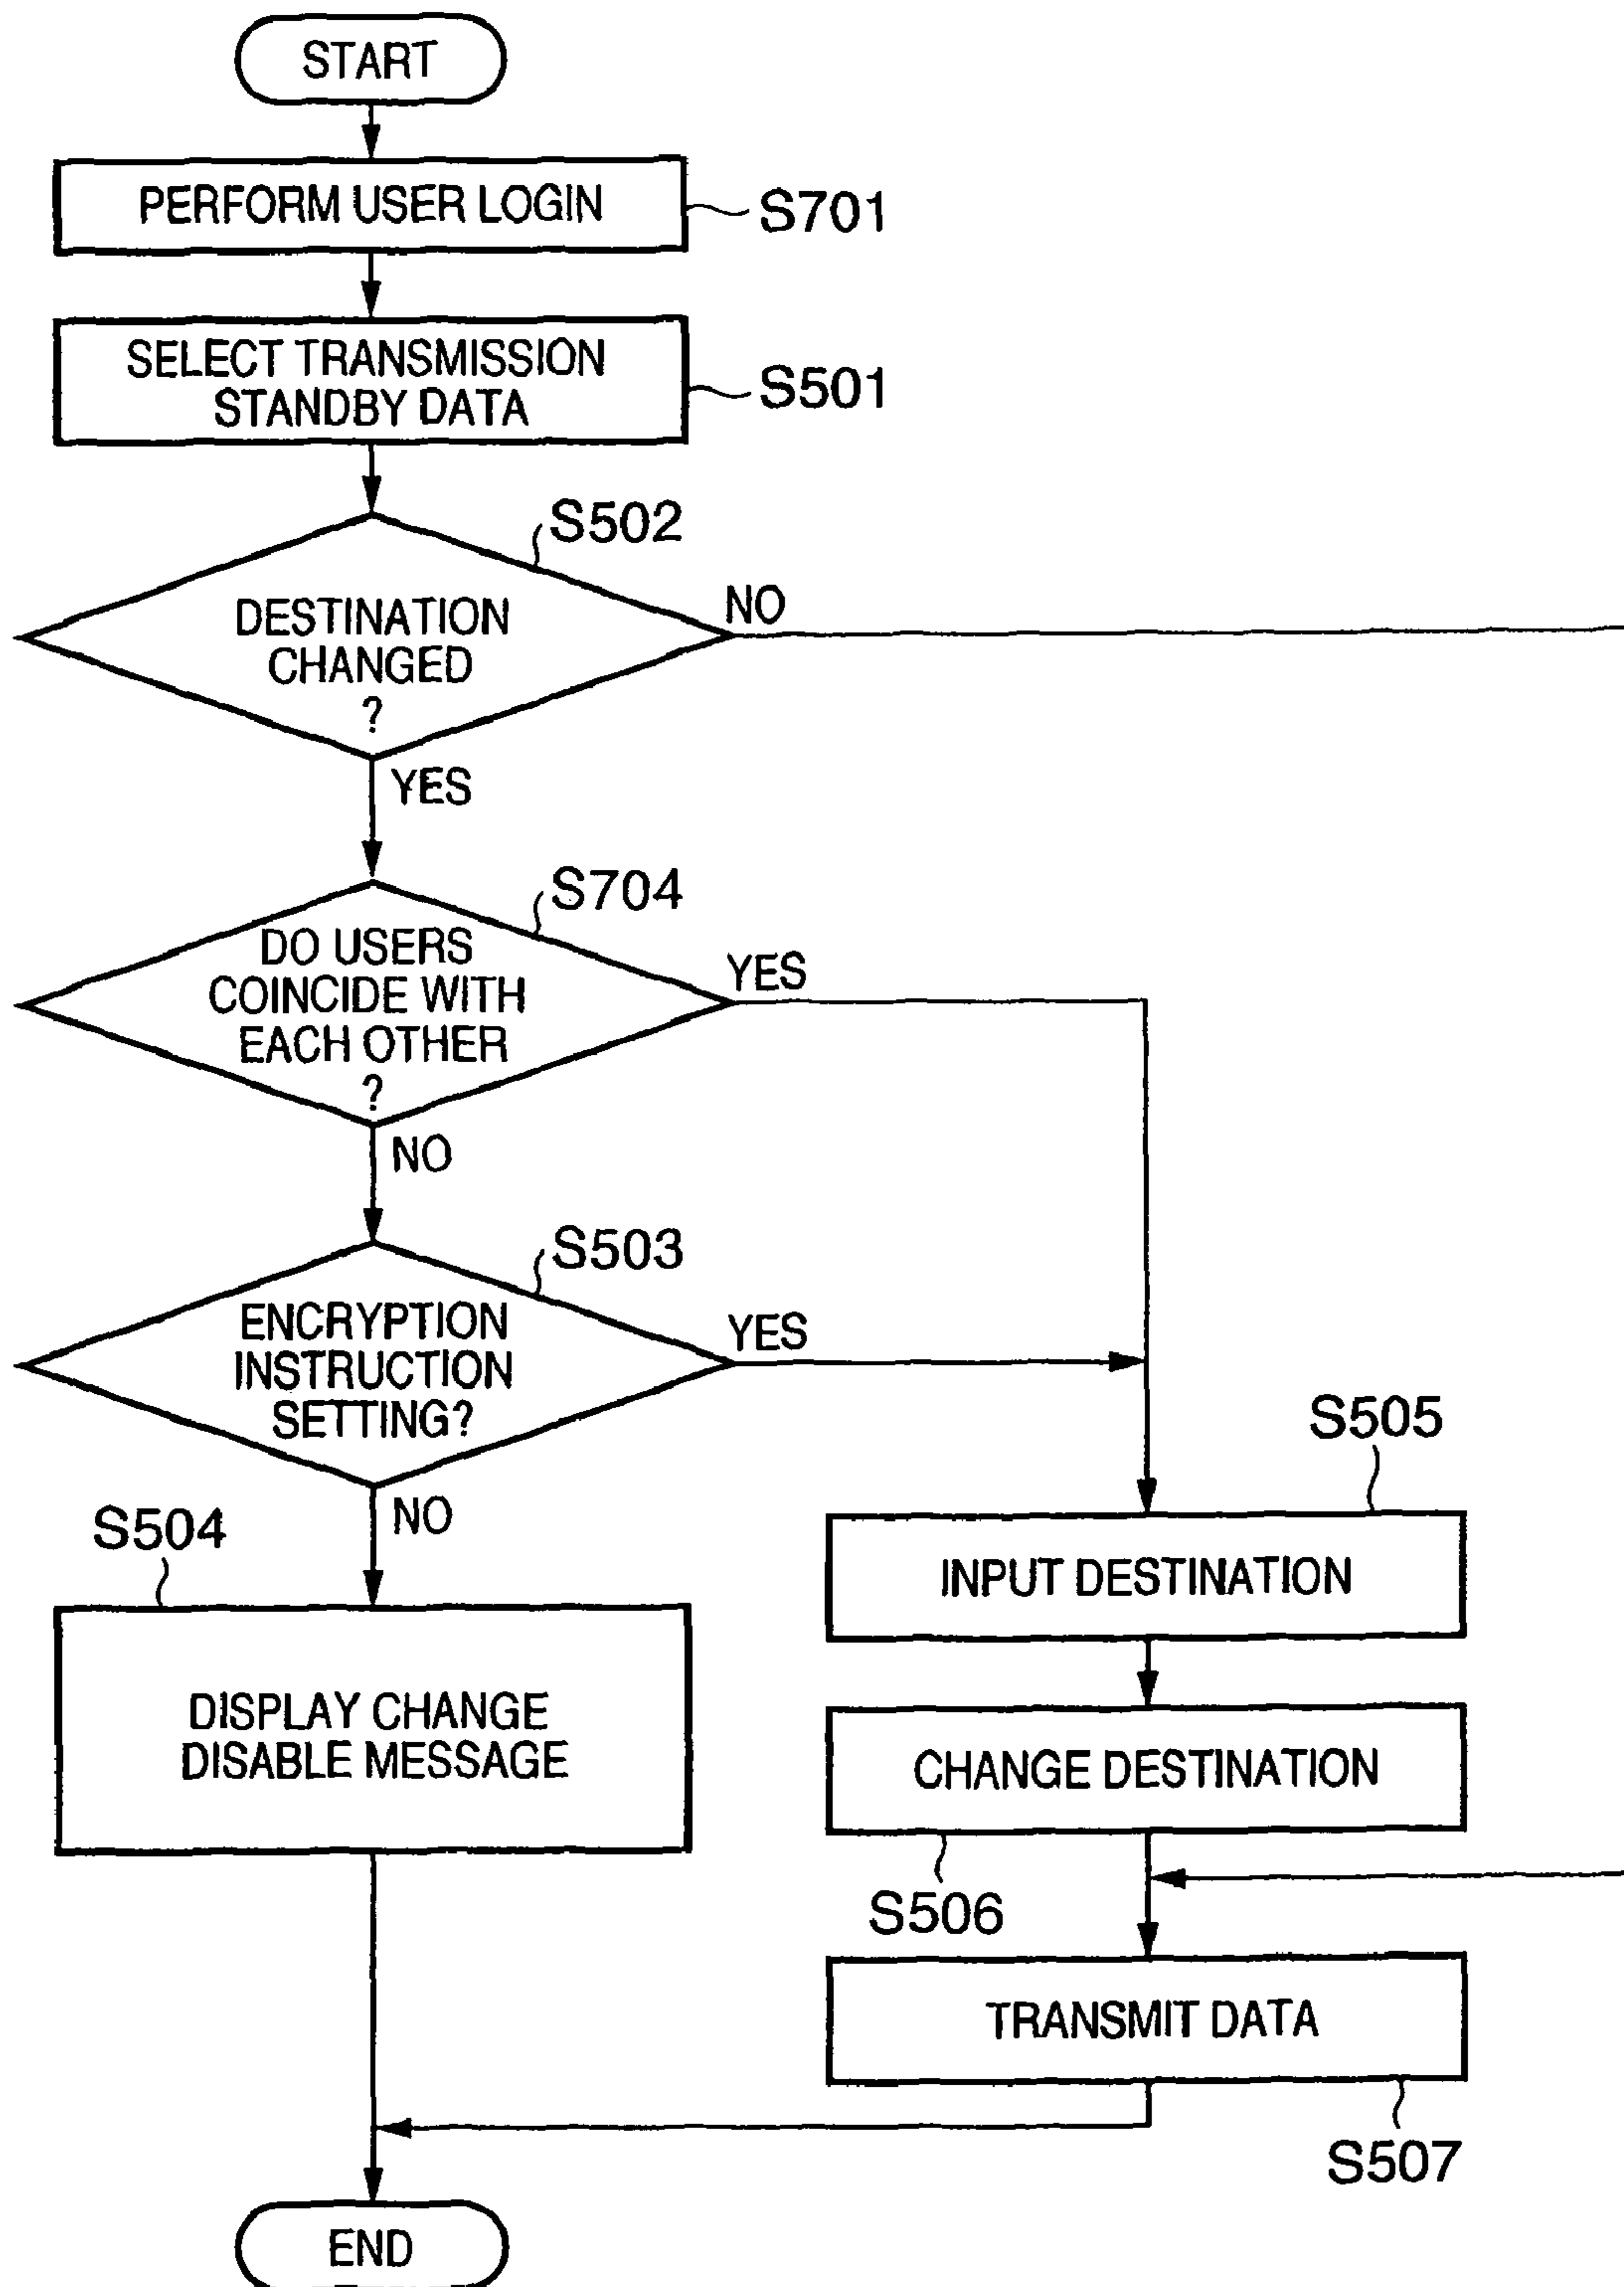 START
PERFORM USER LOGIN
S701
SELECT TRANSMISSION
STANDBY DATA
S501
S502
DESTINATION
CHANGED
?
NO
YES
S704
DO USERS
COINCIDE WITH
EACH OTHER
?
YES
NO
S503
ENCRYPTION
INSTRUCTION
SETTING?
YES
NO
S504
DISPLAY CHANGE
DISABLE MESSAGE
S505
INPUT DESTINATION
CHANGE DESTINATION
S506
TRANSMIT DATA
S507
END